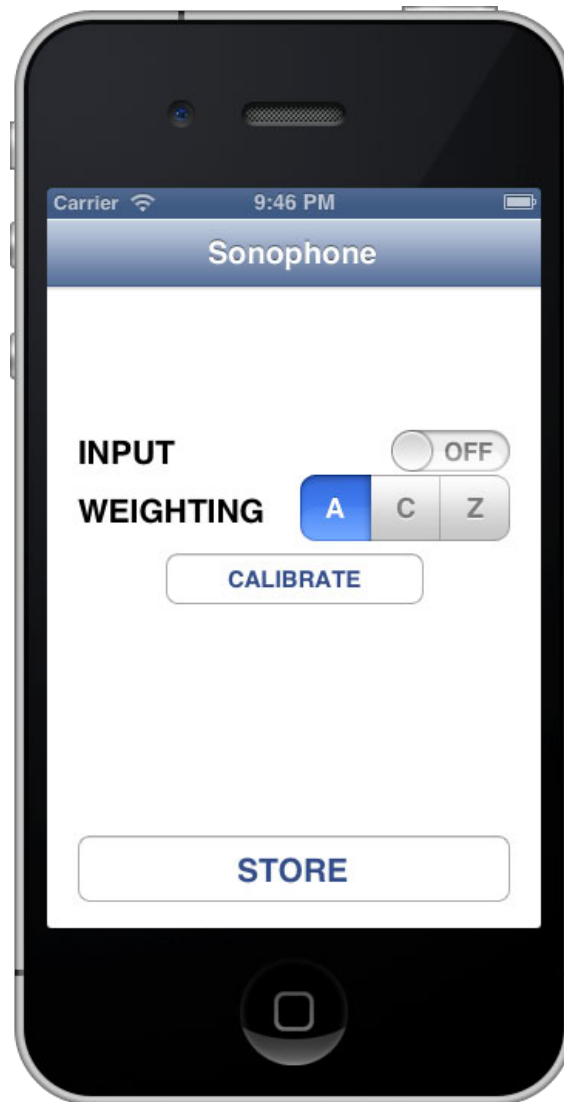 Carrier 9:46 PM
Sonophone
INPUT OFF
WEIGHTING A C Z
CALIBRATE
STORE